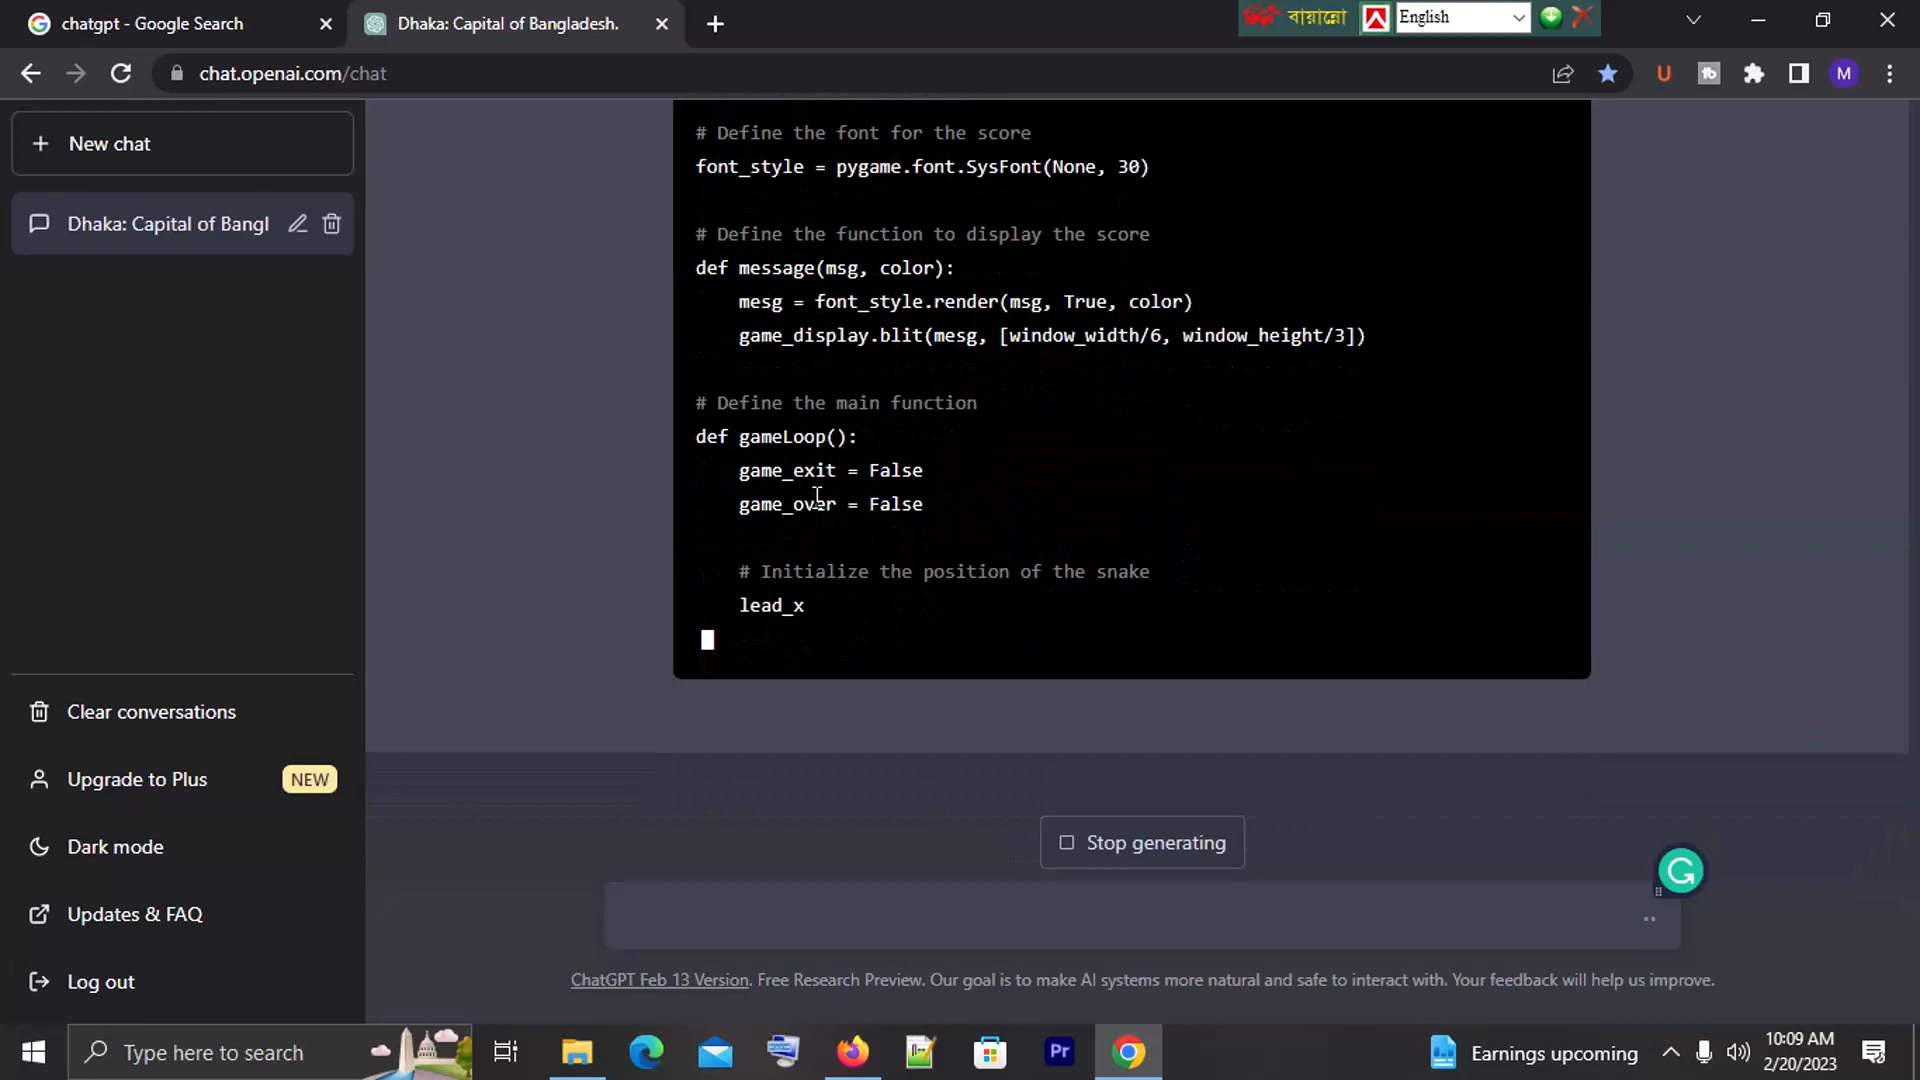 chatgpt - Google Search
Dhaka: Capital of Bangladesh.
বায়ান্নো
English
chat.openai.com/chat
U
M
New chat
Dhaka: Capital of Bangl
# Define the font for the score
font_style = pygame.font.SysFont(None, 30)
# Define the function to display the score
def message(msg, color):
mesg = font_style.render(msg, True, color)
game_display.blit(mesg, [window_width/6, window_height/3])
# Define the main function
def gameLoop():
game_exit = False
game_over = False
# Initialize the position of the snake
lead_x
Clear conversations
Upgrade to Plus
NEW
Dark mode
Updates & FAQ
Log out
Stop generating
ChatGPT Feb 13 Version. Free Research Preview. Our goal is to make AI systems more natural and safe to interact with. Your feedback will help us improve.
Type here to search
Pr
Earnings upcoming
10:09 AM
2/20/2023